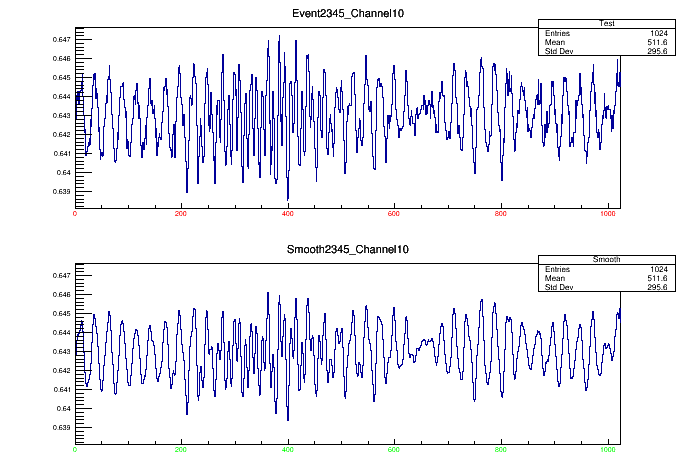 Event2345_Channel10
Test
Entries 1024
Mean 511.6
Std Dev 295.6
0.647
0.646
0.645
0.644
0.643
0.642
0.641
0.64
0.639
0 200 400 600 800 1000
Smooth2345_Channel10
Smooth
Entries 1024
Mean 511.6
Std Dev 295.6
0.647
0.646
0.645
0.644
0.643
0.642
0.641
0.64
0.639
0 200 400 600 800 1000